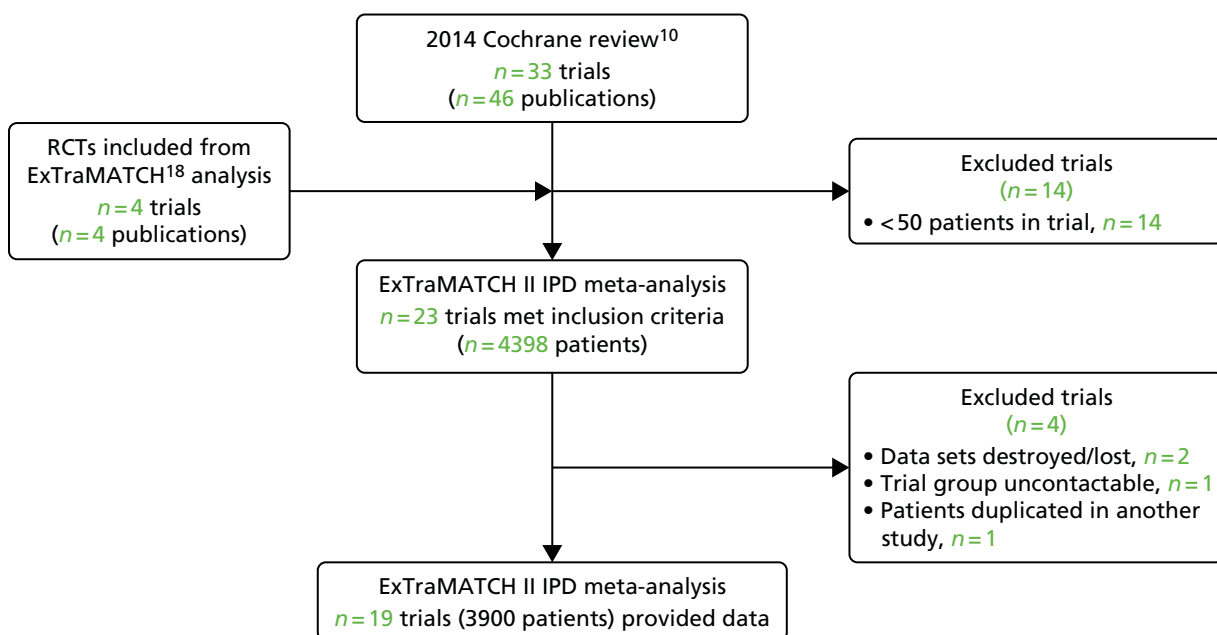 2014 Cochrane review10
n=33 trials
(n=46 publications)
RCTs included from
ExTraMATCH18 analysis
n=4 trials
(n=4 publications)
Excluded trials
(n=14)
• <50 patients in trial, n=14
ExTraMATCH II IPD meta-analysis
n=23 trials met inclusion criteria
(n=4398 patients)
Excluded trials
(n=4)
• Data sets destroyed/lost, n=2
• Trial group uncontactable, n=1
• Patients duplicated in another
study, n=1
ExTraMATCH II IPD meta-analysis
n=19 trials (3900 patients) provided data